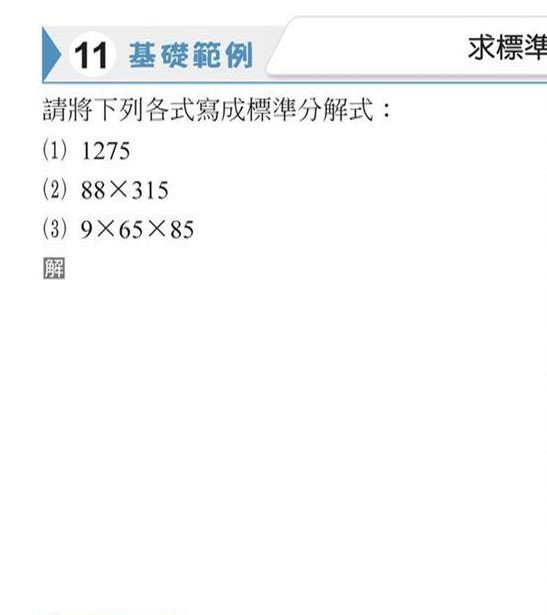 11 基礎範例 求標準
請將下列各式寫成標準分解式：
(1) 1275
(2) 88×315
(3) 9×65×85
解